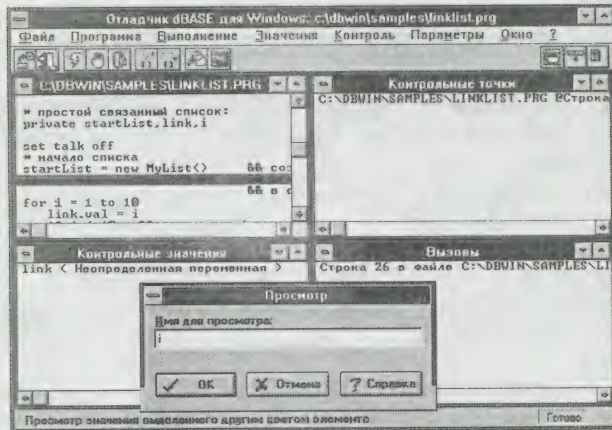 Отладчик dBASE для Windows: c:\dbwin\samples\linklist.prg
Файл Программа Выполнение Значения Контроль Параметры Окно ?
C:\DBWIN\SAMPLES\LINKLIST.PRG
* простой связанный список:
private startList,link,i
set talk off
* начало списка
startList = new MyList() && соз
&& в с
for i = 1 to 10
link.val = i
Контрольные точки
C:\DBWIN\SAMPLES\LINKLIST.PRG @Строка
Контрольные значения
link < Неопределенная переменная >
Вызовы
Строка 26 в файле C:\DBWIN\SAMPLES\LI
Просмотр
Имя для просмотра:
i
OK
Отмена
? Справка
Просмотр значения выделенного другим цветом элемента
Готово